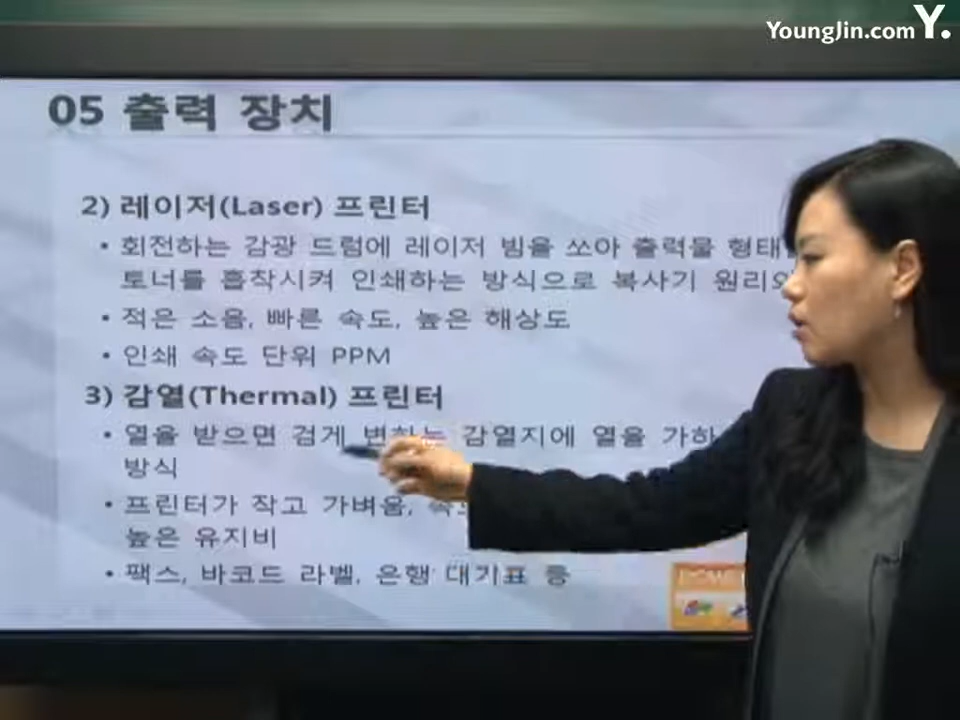 YoungJin.com Y.
05 출력 장치
2) 레이저(Laser) 프린터
• 회전하는 감광 드럼에 레이저 빔을 쏘아 출력물 형태
토너를 흡착시켜 인쇄하는 방식으로 복사기 원리와
• 적은 소음, 빠른 속도, 높은 해상도
• 인쇄 속도 단위 PPM
3) 감열(Thermal) 프린터
• 열을 받으면 검게 변하는 감열지에 열을 가하
방식
• 프린터가 작고 가벼움,
높은 유지비
• 팩스, 바코드 라벨, 은행 대기표 등